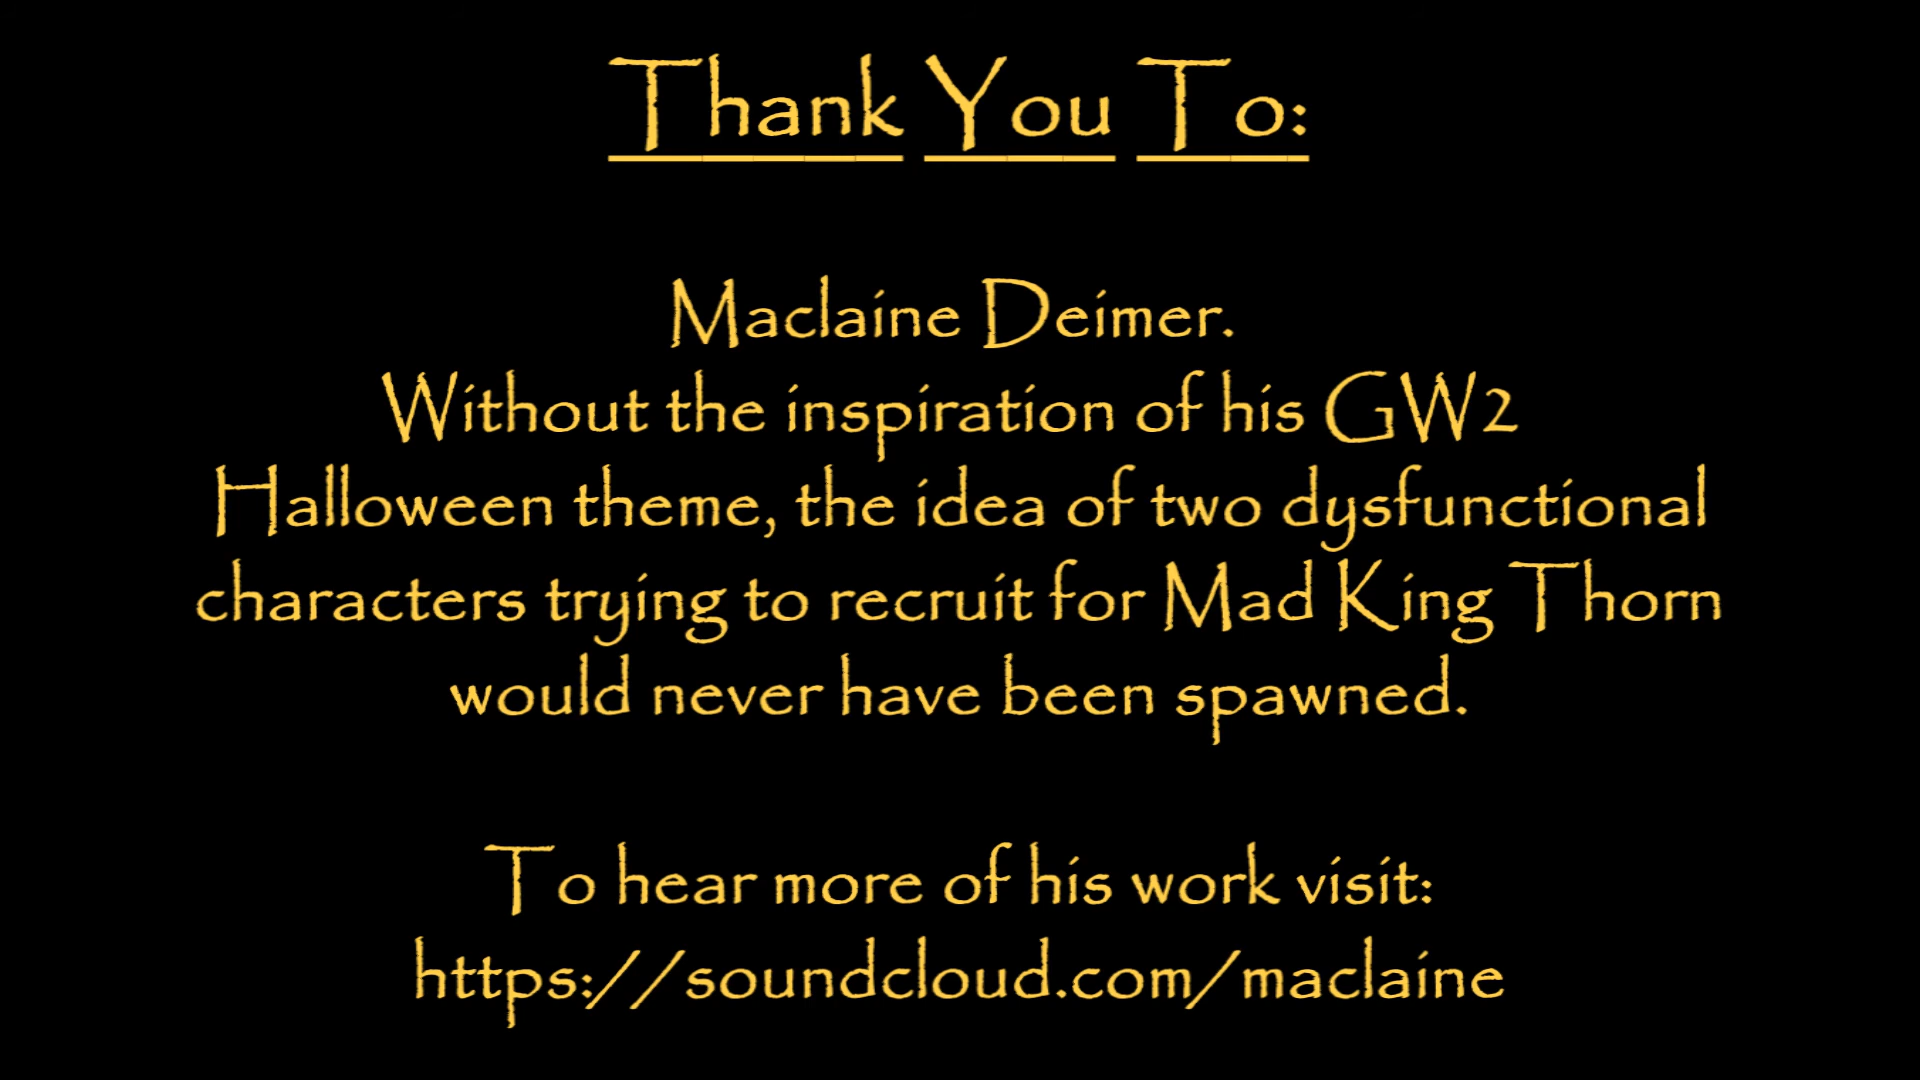 Thank You To:
Maclaine Deimer.
Without the inspiration of his GW2
Halloween theme, the idea of two dysfunctional
characters trying to recruit for Mad King Thorn
would never have been spawned.
To hear more of his work visit:
https://soundcloud.com/maclaine